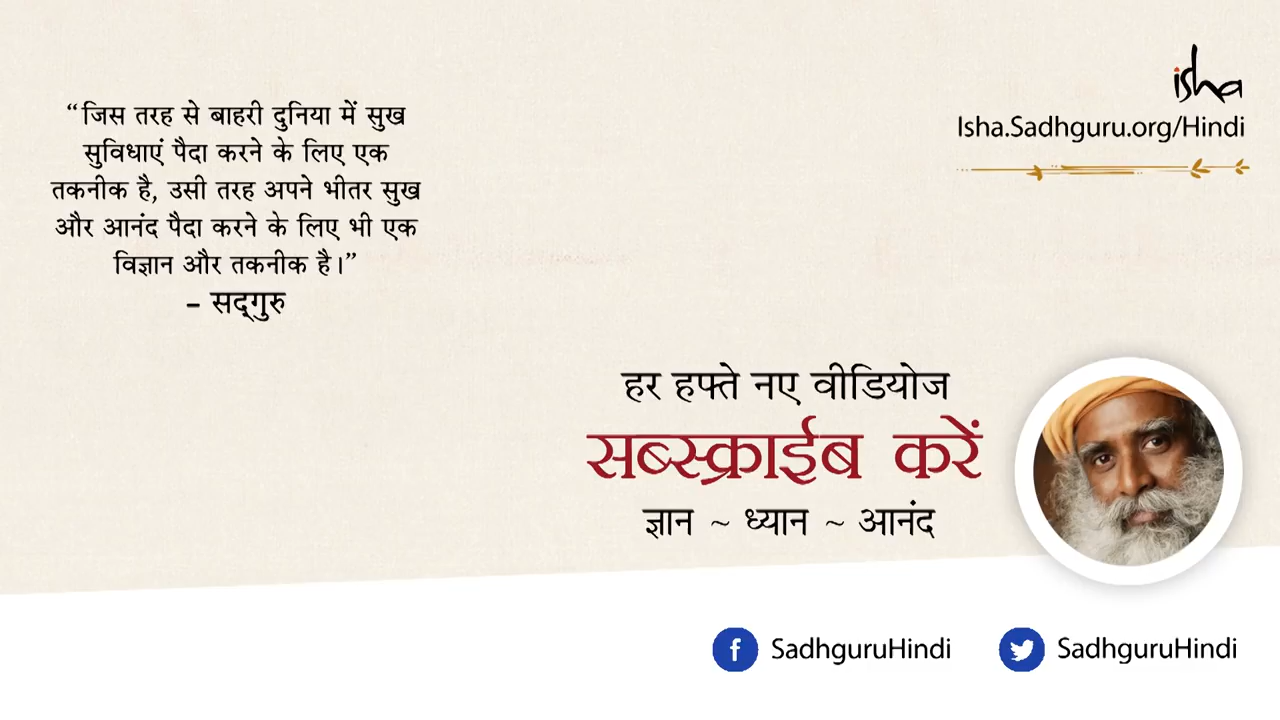 “जिस तरह से बाहरी दुनिया में सुख
सुविधाएं पैदा करने के लिए एक
तकनीक है, उसी तरह अपने भीतर सुख
और आनंद पैदा करने के लिए भी एक
विज्ञान और तकनीक है।”
– सद्‌गुरु
isha
Isha.Sadhguru.org/Hindi
हर हफ्ते नए वीडियोज
सब्स्क्राईब करें
ज्ञान ~ ध्यान ~ आनंद
f SadhguruHindi
SadhguruHindi